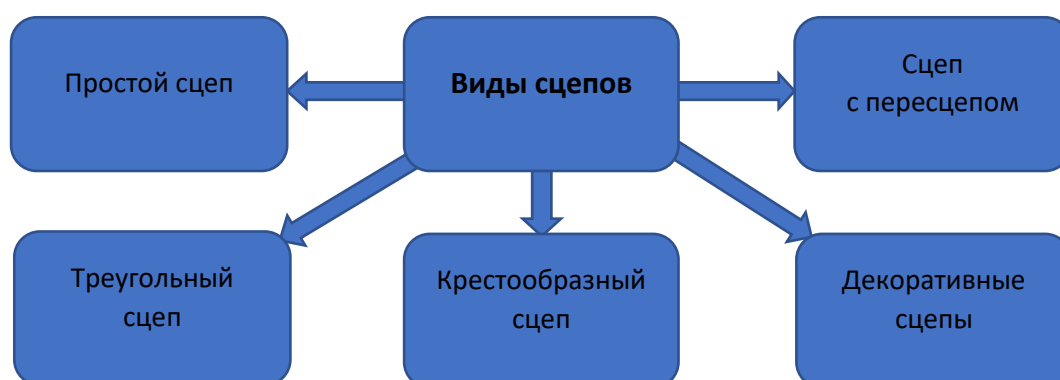 Простой сцеп
Виды сцепов
Сцеп
с пересцепом
Треугольный
сцеп
Крестообразный
сцеп
Декоративные
сцепы